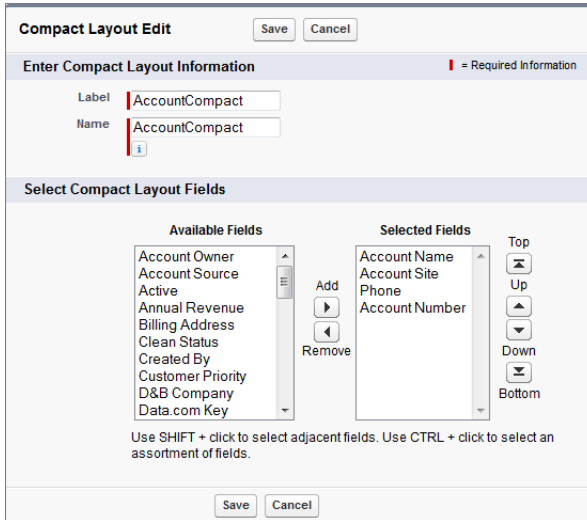 Compact Layout Edit Save Cancel
Enter Compact Layout Information = Required Information
Label AccountCompact
Name AccountCompact
i
Select Compact Layout Fields
Available Fields
Account Owner
Account Source
Active
Annual Revenue
Billing Address
Clean Status
Created By
Customer Priority
D&B Company
Data.com Key
Add
Remove
Selected Fields
Account Name
Account Site
Phone
Account Number
Top
Up
Down
Bottom
Use SHIFT + click to select adjacent fields. Use CTRL + click to select an
assortment of fields.
Save Cancel